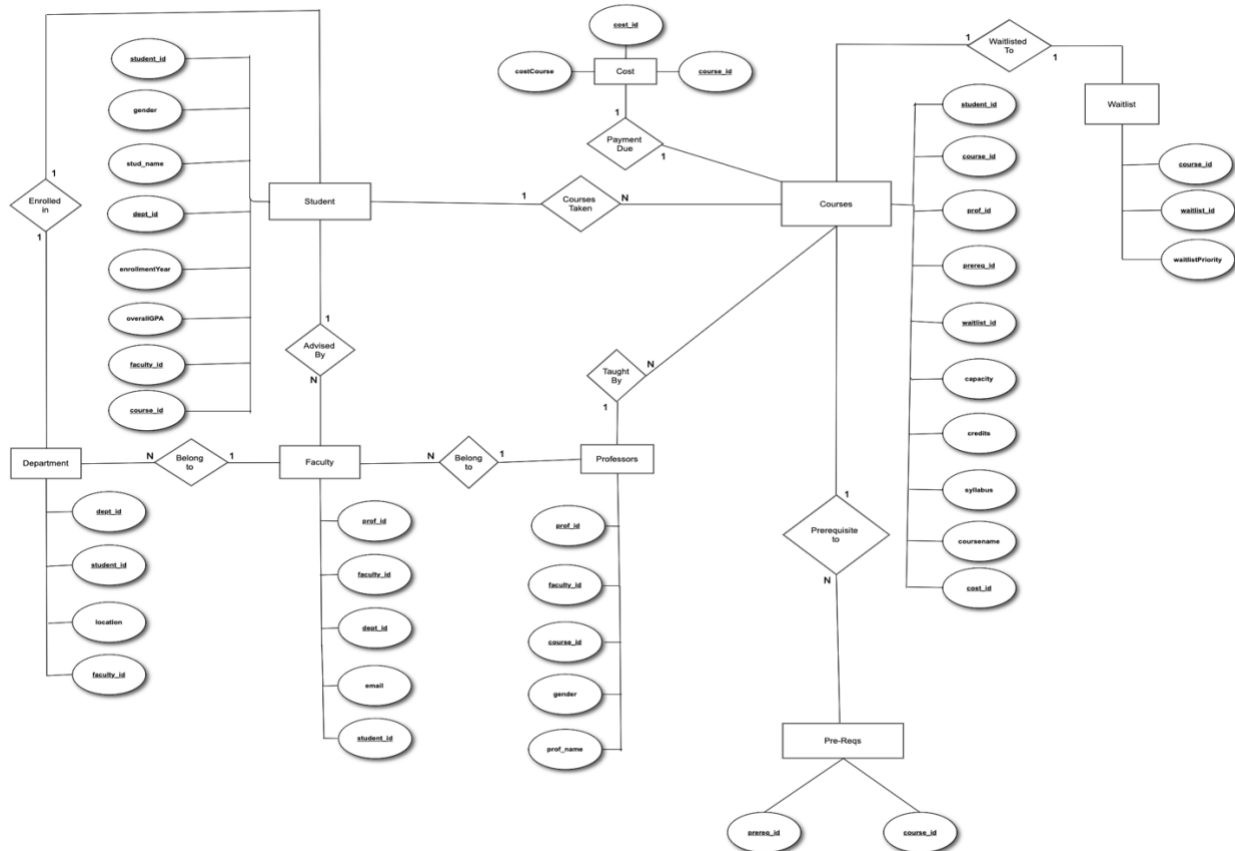 cost_id
costCourse
Cost
course_id
1
Payment
Due
1
1
Waitlisted
To
1
Waitlist
course_id
waitlist_id
waitlistPriority
student_id
gender
stud_name
dept_id
enrollmentYear
overallGPA
faculty_id
course_id
1
Enrolled
in
1
Student
1
Courses
Taken
N
Courses
student_id
course_id
prof_id
prereq_id
waitlist_id
capacity
credits
syllabus
coursename
cost_id
1
Advised
By
N
Taught
By
N
1
Department
N
Belong
to
1
Faculty
N
Belong
to
1
Professors
dept_id
student_id
location
faculty_id
prof_id
faculty_id
dept_id
email
student_id
prof_id
faculty_id
course_id
gender
prof_name
1
Prerequisite
to
N
Pre-Reqs
prereq_id
course_id